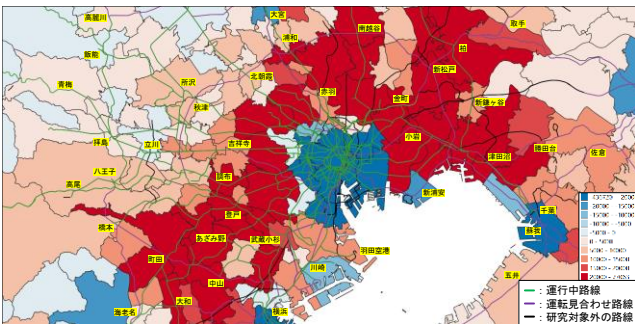 高麗川
大宮
取手
浦和
南越谷
飯能
柏
北朝霞
新松戸
所沢
青梅
赤羽
金町
秋津
新鎌ヶ谷
小岩
吉祥寺
拝島
立川
勝田台
佐倉
津田沼
八王子
調布
高尾
新浦安
登戸
千葉
橋本
あざみ野
武蔵小杉
蘇我
羽田空港
町田
川崎
五井
中山
大和
海老名
横浜
：運行中路線
：運転見合わせ路線
：研究対象外の路線